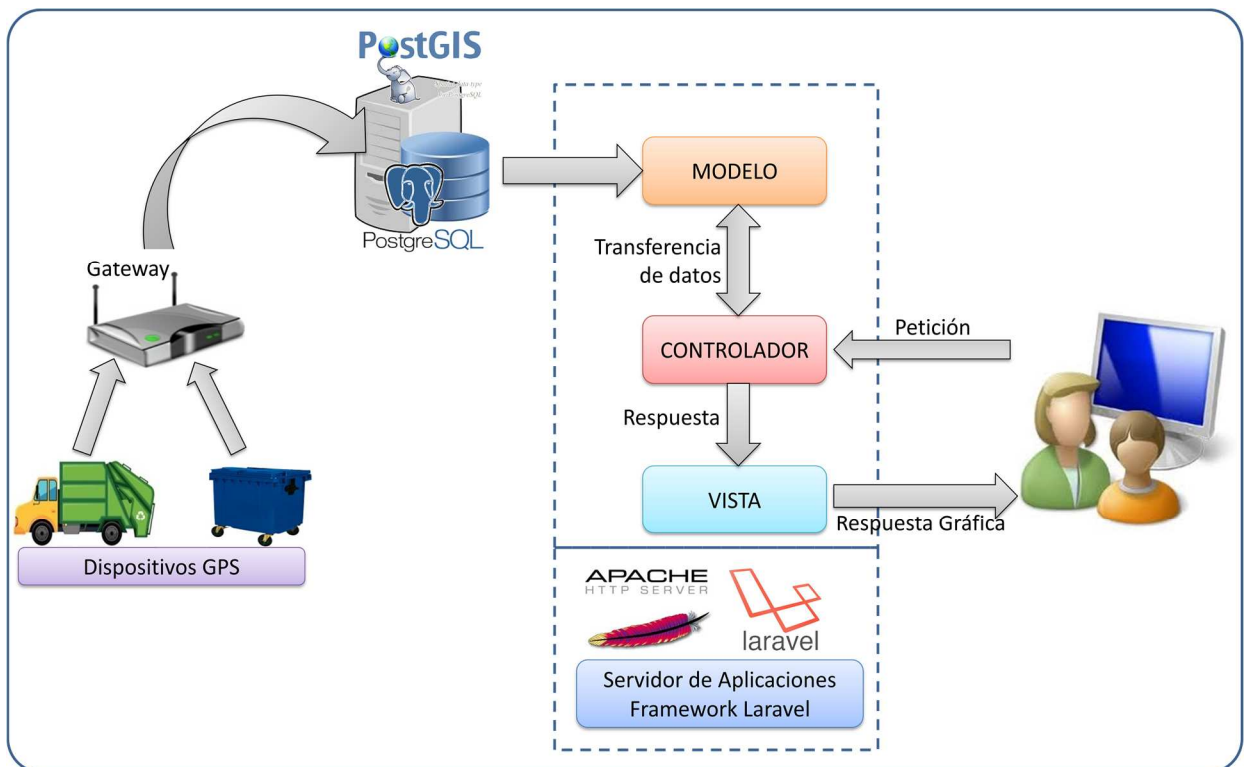 PostGIS
PostgreSQL
Gateway
Dispositivos GPS
MODELO
Transferencia
de datos
CONTROLADOR
Petición
Respuesta
VISTA
Respuesta Gráfica
APACHE
HTTP SERVER
laravel
Servidor de Aplicaciones
Framework Laravel